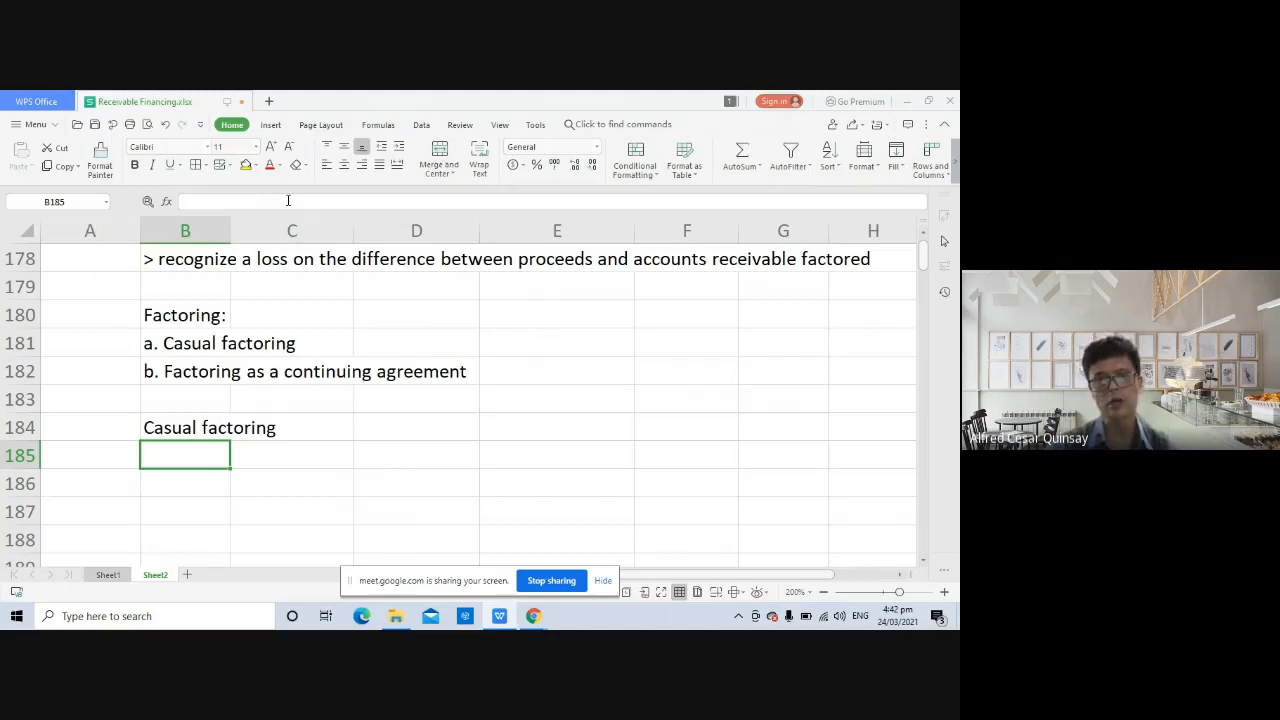 WPS Office
Receivable Financing.xlsx
1
Sign in
Go Premium
Menu
Home
Insert
Page Layout
Formulas
Data
Review
View
Tools
Click to find commands
Paste
Cut
Copy
Format Painter
Calibri
11
Merge and Center
Wrap Text
General
Conditional Formatting
Format as Table
AutoSum
AutoFilter
Sort
Format
Fill
Rows and Columns
B185
fx
A B C D E F G H
178 > recognize a loss on the difference between proceeds and accounts receivable factored
179
180 Factoring:
181 a. Casual factoring
182 b. Factoring as a continuing agreement
183
184 Casual factoring
185
186
187
188
189
Sheet1
Sheet2
meet.google.com is sharing your screen.
Stop sharing
Hide
200%
Type here to search
ENG
4:42 pm
24/03/2021
3
Alfred Cesar Quinsay